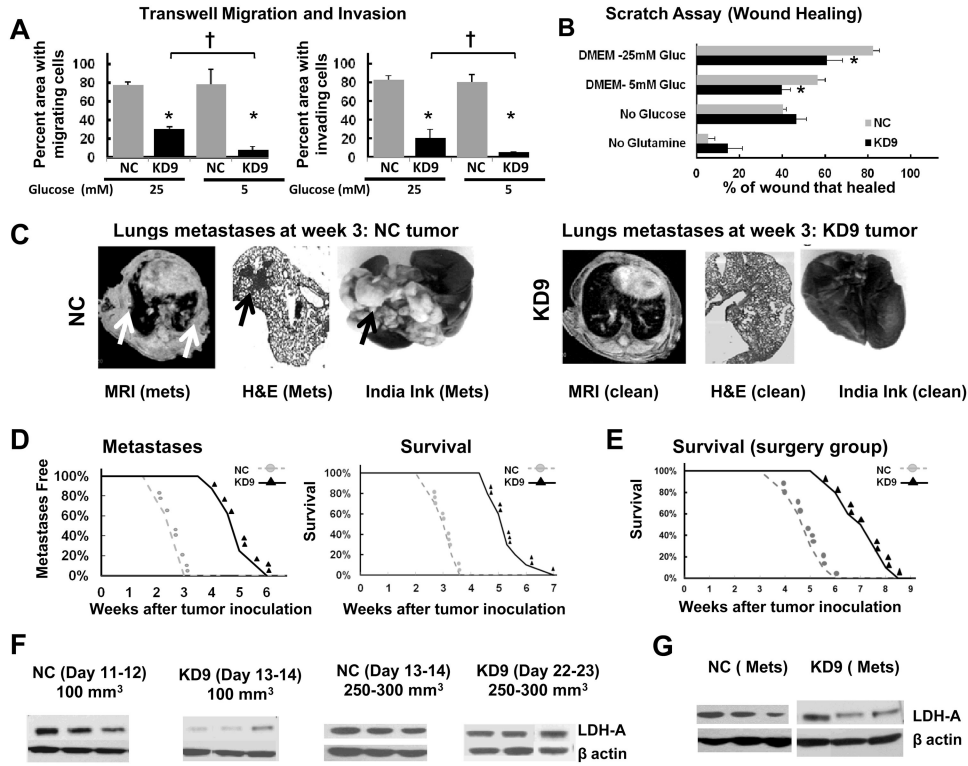 Transwell Migration and Invasion
A
Percent area with
migrating cells
100
80
60
40
20
0
†
*
*
NC KD9 NC KD9
Glucose (mM) 25 5
Percent area with
invading cells
100
80
60
40
20
0
†
*
*
NC KD9 NC KD9
Glucose (mM) 25 5
Scratch Assay (Wound Healing)
B
DMEM -25mM Gluc
*
DMEM- 5mM Gluc
*
No Glucose
No Glutamine
NC
KD9
0 20 40 60 80 100
% of wound that healed
C
Lungs metastases at week 3: NC tumor
NC
MRI (mets) H&E (Mets) India Ink (Mets)
Lungs metastases at week 3: KD9 tumor
KD9
MRI (clean) H&E (clean) India Ink (clean)
D
Metastases
NC
KD9
Metastases Free
100%
80%
60%
40%
20%
0%
0 1 2 3 4 5 6
Weeks after tumor inoculation
Survival
NC
KD9
Survival
100%
80%
60%
40%
20%
0%
0 1 2 3 4 5 6 7
Weeks after tumor inoculation
E
Survival (surgery group)
NC
KD9
Survival
100%
80%
60%
40%
20%
0%
0 1 2 3 4 5 6 7 8 9
Weeks after tumor inoculation
F
NC (Day 11-12)
100 mm³
KD9 (Day 13-14)
100 mm³
NC (Day 13-14)
250-300 mm³
KD9 (Day 22-23)
250-300 mm³
LDH-A
β actin
G
NC ( Mets) KD9 ( Mets)
LDH-A
β actin